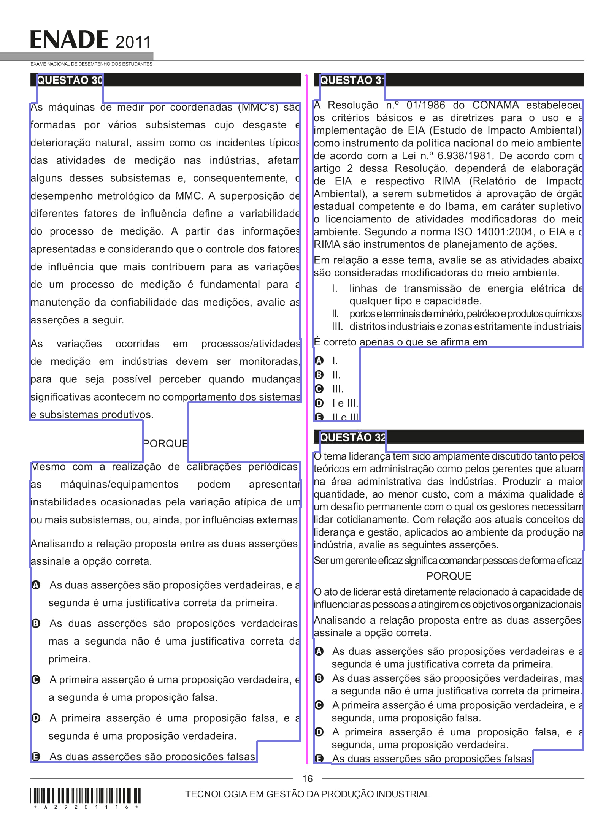 ENADE 2011
EXAME NACIONAL DE DESEMPENHO DOS ESTUDANTES
QUESTÃO 30
As máquinas de medir por coordenadas (MMC's) são
formadas por vários subsistemas cujo desgaste e
deterioração natural, assim como os incidentes típicos
das atividades de medição nas indústrias, afetam
alguns desses subsistemas e, consequentemente, o
desempenho metrológico da MMC. A superposição de
diferentes fatores de influência define a variabilidade
do processo de medição. A partir das informações
apresentadas e considerando que o controle dos fatores
de influência que mais contribuem para as variações
de um processo de medição é fundamental para a
manutenção da confiabilidade das medições, avalie as
asserções a seguir.
As variações ocorridas em processos/atividades
de medição em indústrias devem ser monitoradas,
para que seja possível perceber quando mudanças
significativas acontecem no comportamento dos sistemas
e subsistemas produtivos.
PORQUE
Mesmo com a realização de calibrações periódicas,
as máquinas/equipamentos podem apresentar
instabilidades ocasionadas pela variação atípica de um
ou mais subsistemas, ou, ainda, por influências externas.
Analisando a relação proposta entre as duas asserções,
assinale a opção correta.
A As duas asserções são proposições verdadeiras, e a
segunda é uma justificativa correta da primeira.
B As duas asserções são proposições verdadeiras,
mas a segunda não é uma justificativa correta da
primeira.
C A primeira asserção é uma proposição verdadeira, e
a segunda é uma proposição falsa.
D A primeira asserção é uma proposição falsa, e a
segunda é uma proposição verdadeira.
E As duas asserções são proposições falsas.
QUESTÃO 31
A Resolução n.º 01/1986 do CONAMA estabeleceu
os critérios básicos e as diretrizes para o uso e a
implementação de EIA (Estudo de Impacto Ambiental),
como instrumento da política nacional do meio ambiente,
de acordo com a Lei n.º 6.938/1981. De acordo com o
artigo 2 dessa Resolução, dependerá de elaboração
de EIA e respectivo RIMA (Relatório de Impacto
Ambiental), a serem submetidos à aprovação de órgão
estadual competente e do Ibama, em caráter supletivo,
o licenciamento de atividades modificadoras do meio
ambiente. Segundo a norma ISO 14001:2004, o EIA e o
RIMA são instrumentos de planejamento de ações.
Em relação a esse tema, avalie se as atividades abaixo
são consideradas modificadoras do meio ambiente.
I. linhas de transmissão de energia elétrica de
qualquer tipo e capacidade.
II. portos e terminais de minério, petróleo e produtos químicos.
III. distritos industriais e zonas estritamente industriais.
É correto apenas o que se afirma em
A I.
B II.
C III.
D I e III.
E II e III.
QUESTÃO 32
O tema liderança tem sido amplamente discutido tanto pelos
teóricos em administração como pelos gerentes que atuam
na área administrativa das indústrias. Produzir a maior
quantidade, ao menor custo, com a máxima qualidade é
um desafio permanente com o qual os gestores necessitam
lidar cotidianamente. Com relação aos atuais conceitos de
liderança e gestão, aplicados ao ambiente da produção na
indústria, avalie as seguintes asserções.
Ser um gerente eficaz significa comandar pessoas de forma eficaz.
PORQUE
O ato de liderar está diretamente relacionado à capacidade de
influenciar as pessoas a atingirem os objetivos organizacionais.
Analisando a relação proposta entre as duas asserções,
assinale a opção correta.
A As duas asserções são proposições verdadeiras e a
segunda é uma justificativa correta da primeira.
B As duas asserções são proposições verdadeiras, mas
a segunda não é uma justificativa correta da primeira.
C A primeira asserção é uma proposição verdadeira, e a
segunda, uma proposição falsa.
D A primeira asserção é uma proposição falsa, e a
segunda, uma proposição verdadeira.
E As duas asserções são proposições falsas.
16
TECNOLOGIA EM GESTÃO DA PRODUÇÃO INDUSTRIAL
* A 2 7 2 0 1 1 1 6 *